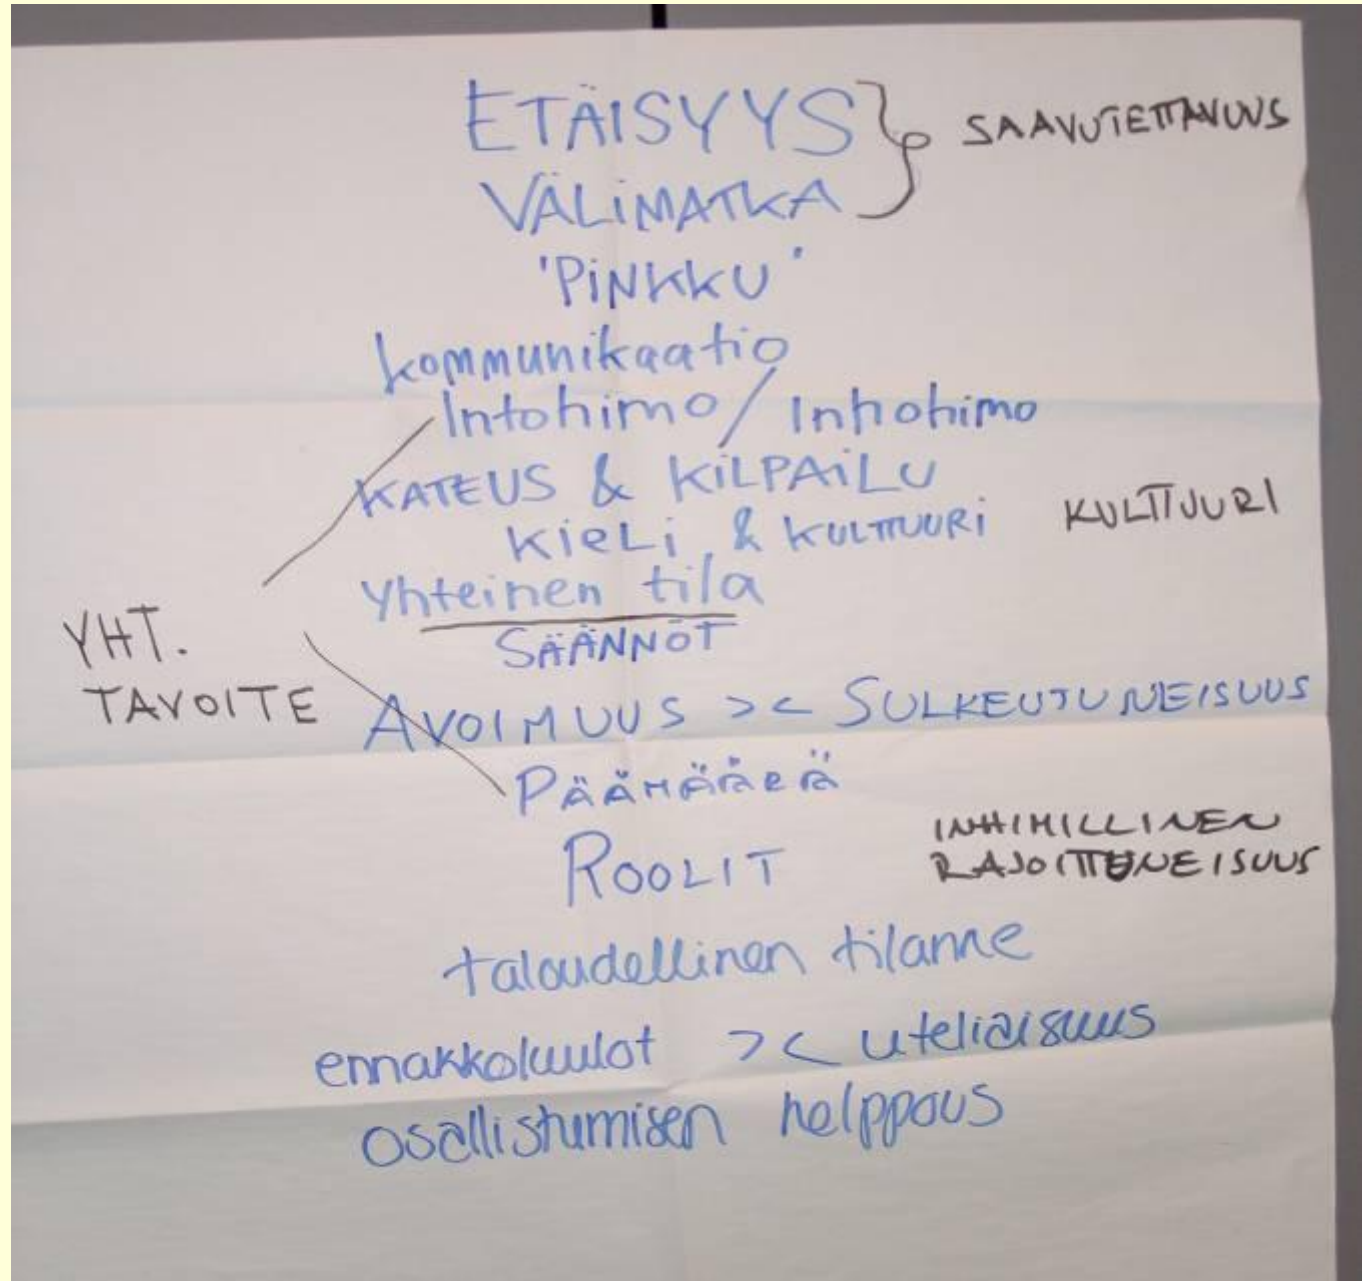 ETÄISYYS
SAAVUTETTAVUUS
VÄLIMATKA
'PINKKU'
kommunikaatio
Intohimo / Inhohimo
KATEUS & KILPAILU
KULTTUURI
KIELI & KULTTUURI
Yhteinen tila
YHT.
TAVOITE
SÄÄNNÖT
AVOIMUUS >< SULKEUTUNEISUUS
PÄÄMÄÄRÄ
ROOLIT
INHIMILLINEN
RAJOITTUNEISUUS
taloudellinen tilanne
ennakkoluulot >< uteliaisuus
osallistumisen helppous